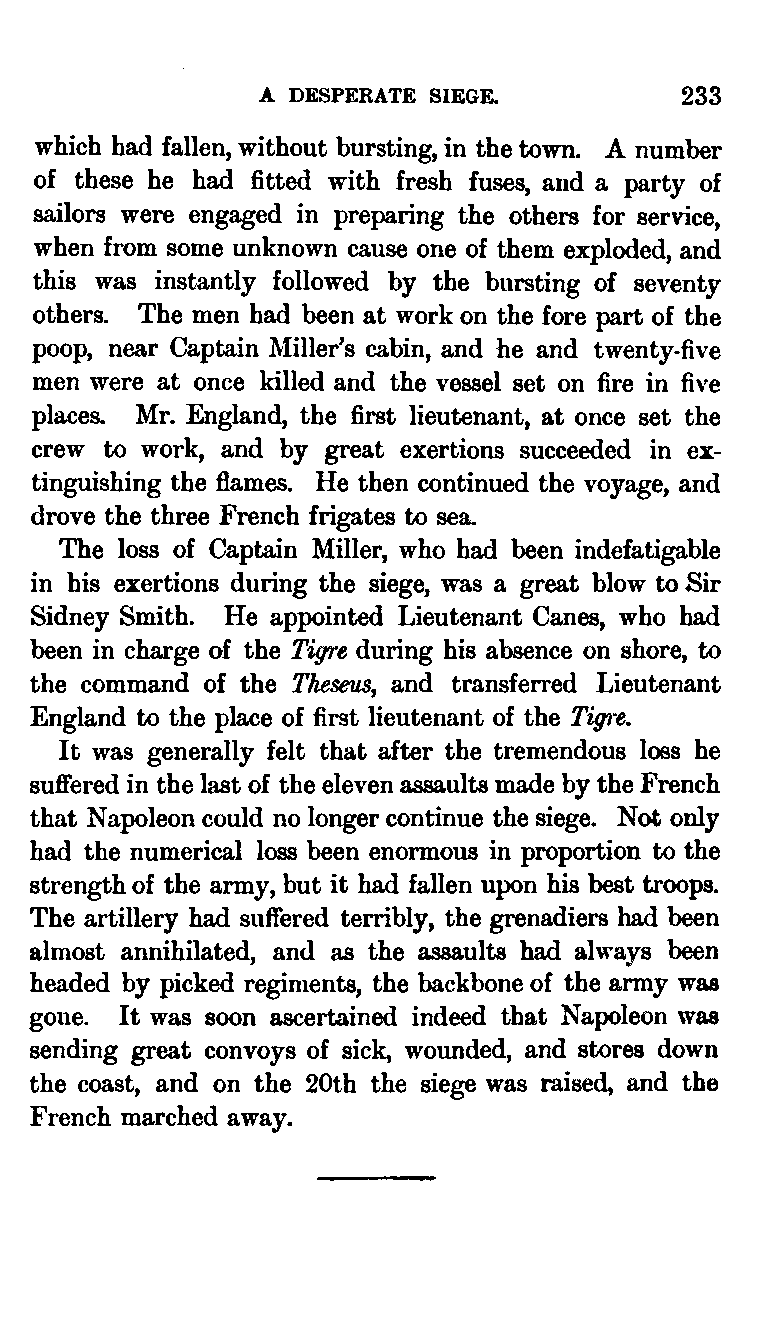 A DESPERATE SIEGE. 233
which had fallen, without bursting, in the town. A number
of these he had fitted with fresh fuses, and a party of
sailors were engaged in preparing the others for service,
when from some unknown cause one of them exploded, and
this was instantly followed by the bursting of seventy
others. The men had been at work on the fore part of the
poop, near Captain Miller's cabin, and he and twenty-five
men were at once killed and the vessel set on fire in five
places. Mr. England, the first lieutenant, at once set the
crew to work, and by great exertions succeeded in ex-
tinguishing the flames. He then continued the voyage, and
drove the three French frigates to sea.
The loss of Captain Miller, who had been indefatigable
in his exertions during the siege, was a great blow to Sir
Sidney Smith. He appointed Lieutenant Canes, who had
been in charge of the Tigre during his absence on shore, to
the command of the Theseus, and transferred Lieutenant
England to the place of first lieutenant of the Tigre.
It was generally felt that after the tremendous loss he
suffered in the last of the eleven assaults made by the French
that Napoleon could no longer continue the siege. Not only
had the numerical loss been enormous in proportion to the
strength of the army, but it had fallen upon his best troops.
The artillery had suffered terribly, the grenadiers had been
almost annihilated, and as the assaults had always been
headed by picked regiments, the backbone of the army was
gone. It was soon ascertained indeed that Napoleon was
sending great convoys of sick, wounded, and stores down
the coast, and on the 20th the siege was raised, and the
French marched away.